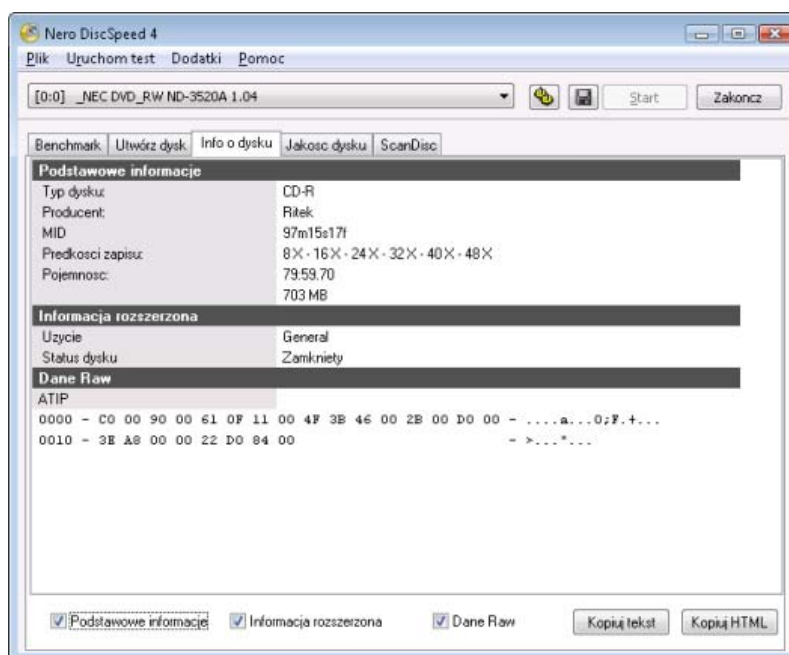 Nero DiscSpeed 4
Plik Uruchom test Dodatki Pomoc
[0:0] _NEC DVD_RW ND-3520A 1.04 Start Zakoncz
Benchmark Utwórz dysk Info o dysku Jakosc dysku ScanDisc
Podstawowe informacje
Typ dysku: CD-R
Producent: Ritek
MID 97m15s17f
Predkosci zapisu: 8X - 16X - 24X - 32X - 40X - 48X
Pojemnosc: 79:59.70
703 MB
Informacja rozszerzona
Uzycie General
Status dysku Zamkniety
Dane Raw
ATIP
0000 - C0 00 90 00 61 0F 11 00 4F 3B 46 00 2B 00 D0 00 - ....a...O;F.+...
0010 - 3E A8 00 00 22 D0 84 00 - >..."...
Podstawowe informacje Informacja rozszerzona Dane Raw Kopiuj tekst Kopiuj HTML